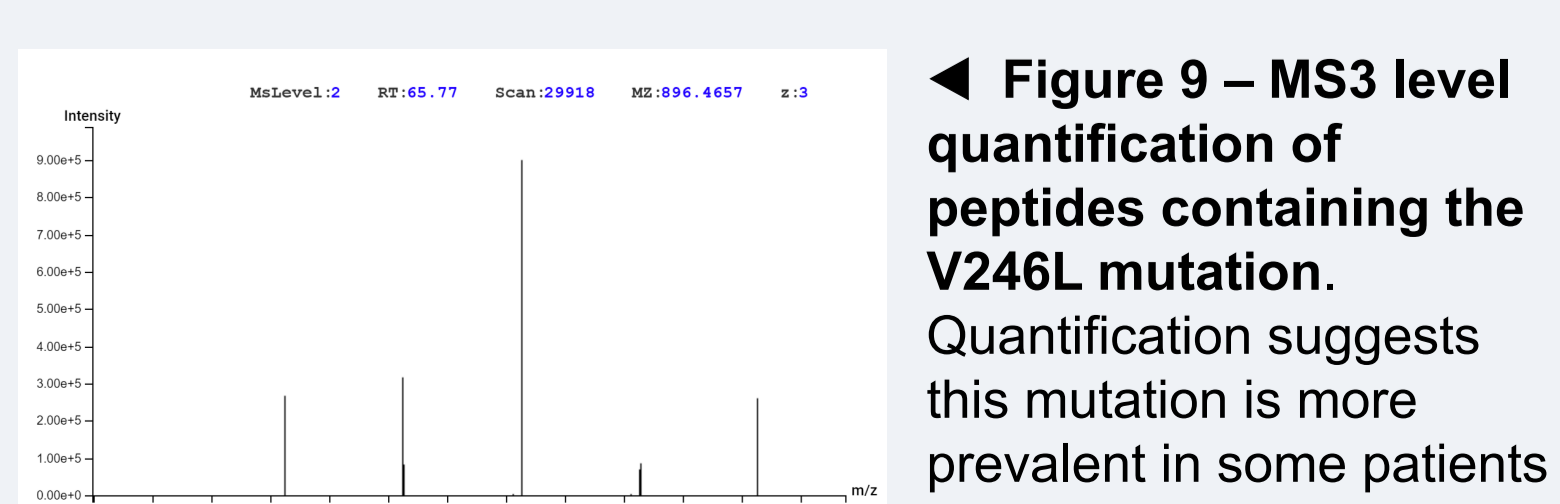 MsLevel:2 RT:65.77 Scan:29918 MZ:896.4657 z:3
Intensity
9.00e+5
8.00e+5
7.00e+5
6.00e+5
5.00e+5
4.00e+5
3.00e+5
2.00e+5
1.00e+5
0.00e+0
m/z
◀ Figure 9 – MS3 level
quantification of
peptides containing the
V246L mutation.
Quantification suggests
this mutation is more
prevalent in some patients